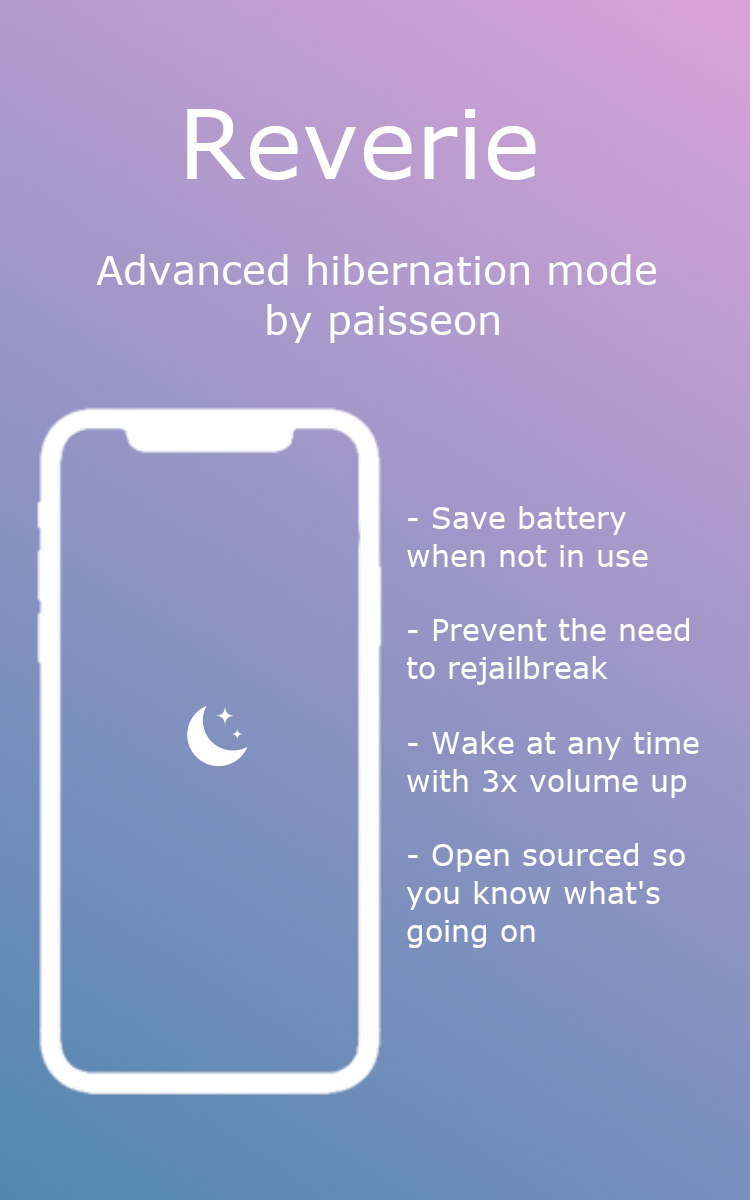 Reverie
Advanced hibernation mode
by paisseon
- Save battery
when not in use
- Prevent the need
to rejailbreak
- Wake at any time
with 3x volume up
- Open sourced so
you know what's
going on